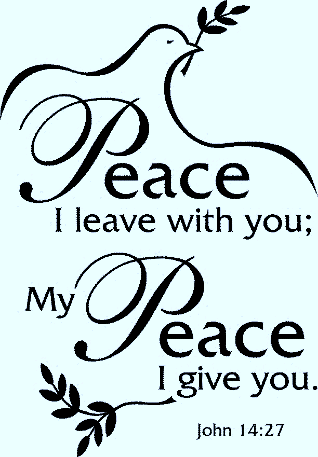 Peace
I leave with you;
My Peace
I give you.
John 14:27